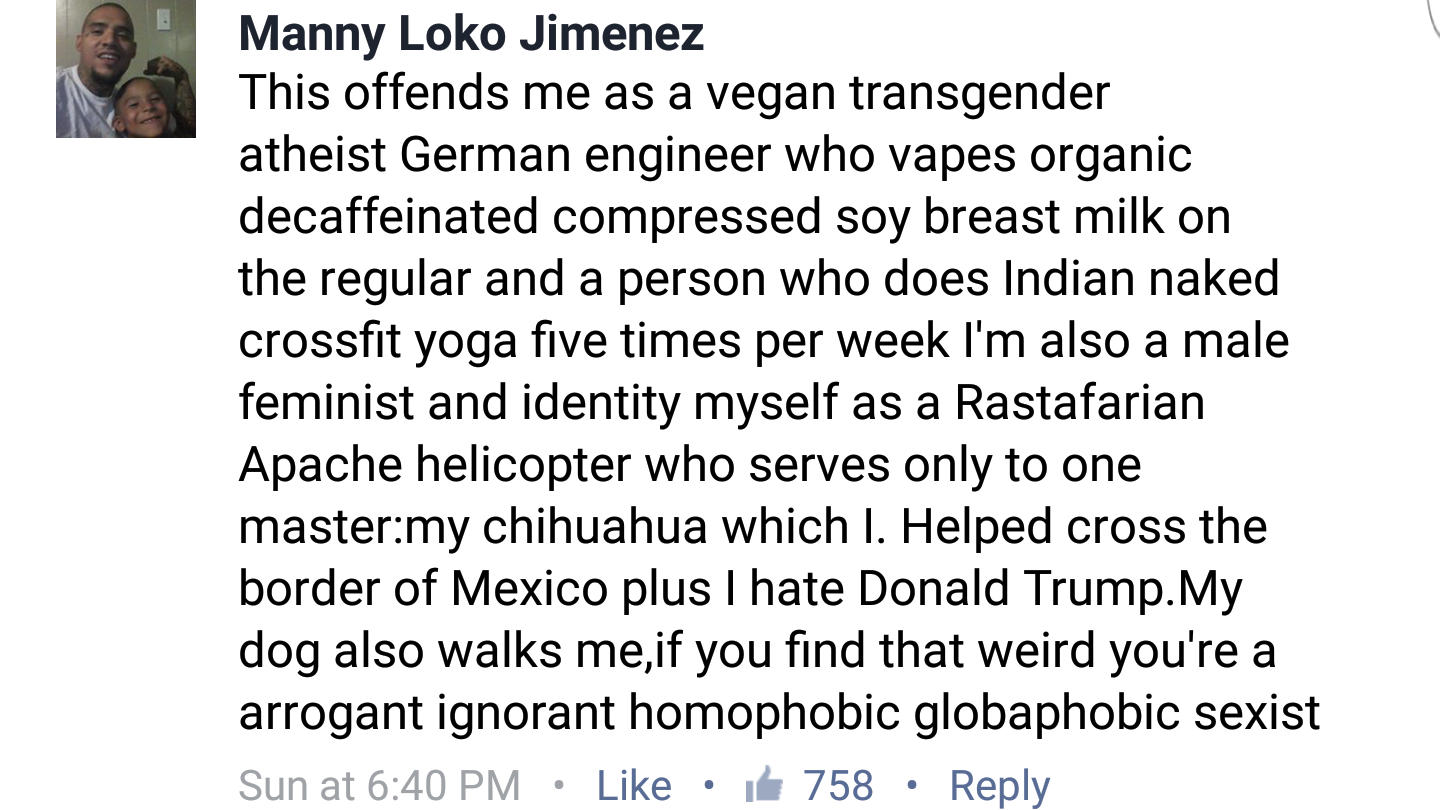 Manny Loko Jimenez
This offends me as a vegan transgender
atheist German engineer who vapes organic
decaffeinated compressed soy breast milk on
the regular and a person who does Indian naked
crossfit yoga five times per week I'm also a male
feminist and identity myself as a Rastafarian
Apache helicopter who serves only to one
master:my chihuahua which I. Helped cross the
border of Mexico plus I hate Donald Trump.My
dog also walks me,if you find that weird you're a
arrogant ignorant homophobic globaphobic sexist
Sun at 6:40 PM • Like • 758 • Reply